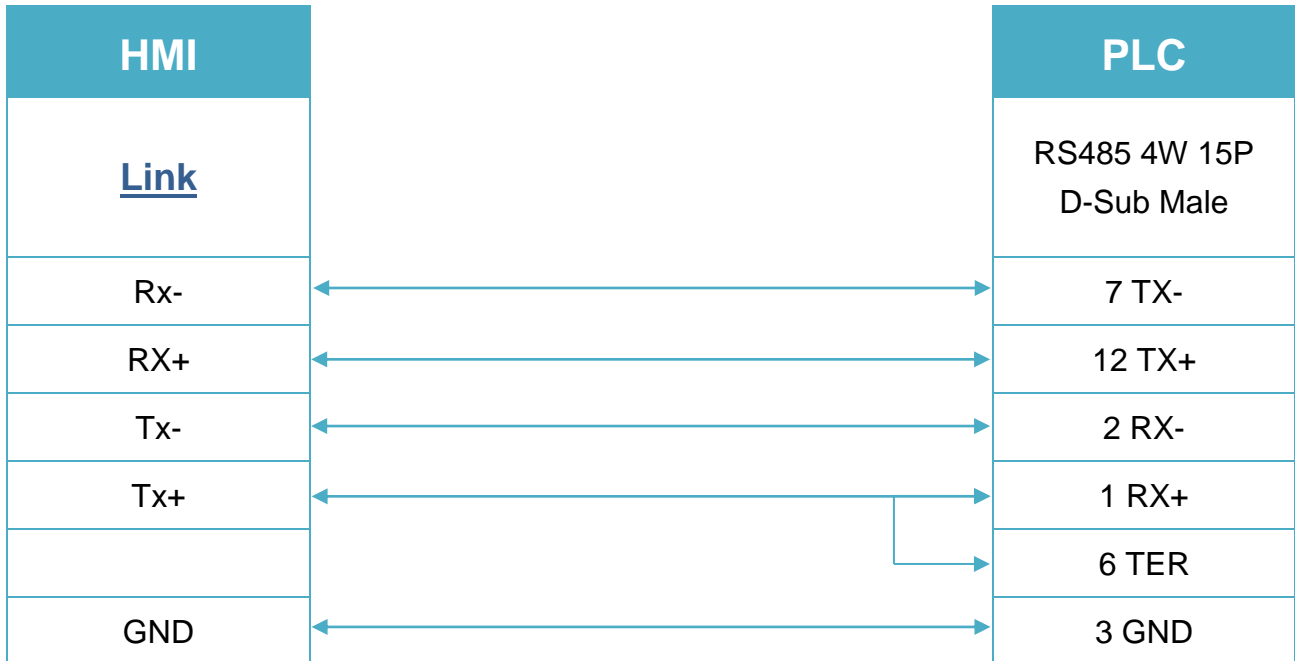 HMI
PLC
Link
RS485 4W 15P
D-Sub Male
Rx-
7 TX-
RX+
12 TX+
Tx-
2 RX-
Tx+
1 RX+
6 TER
GND
3 GND